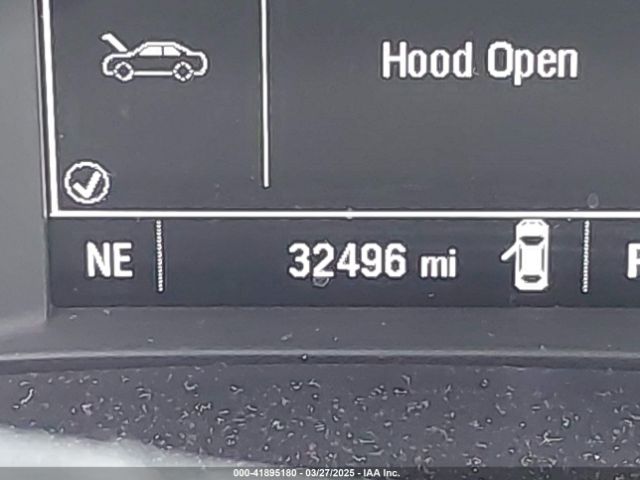 Hood Open
NE
32496 mi
000-41895180 - 03/27/2025 - IAA Inc.